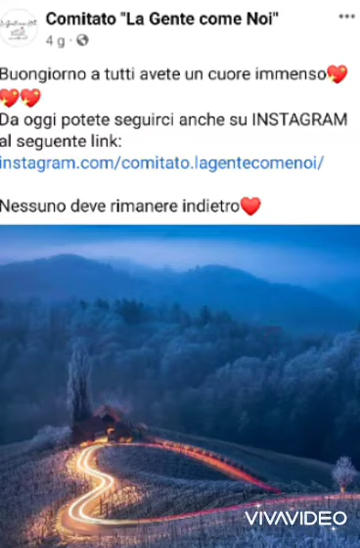 Comitato "La Gente come Noi"
4 g
Buongiorno a tutti avete un cuore immenso💖
💖💖
Da oggi potete seguirci anche su INSTAGRAM
al seguente link:
instagram.com/comitato.lagentecomenoi/
Nessuno deve rimanere indietro❤️
VIVAVIDEO